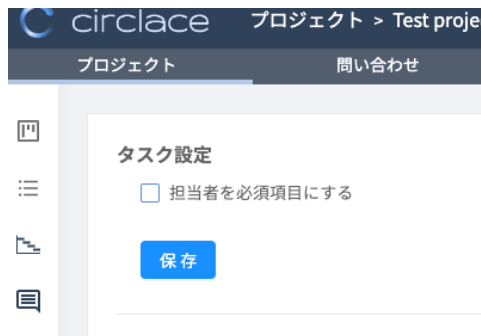 circlace
プロジェクト > Test proje
プロジェクト
問い合わせ
タスク設定
担当者を必須項目にする
保存